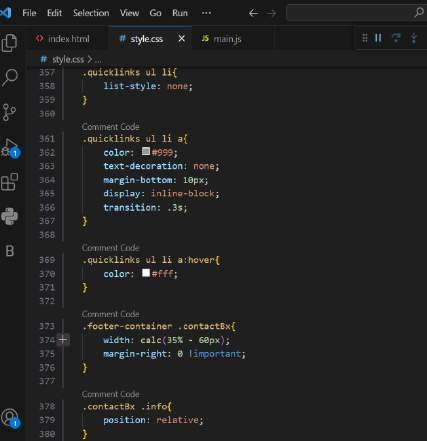 File Edit Selection View Go Run ...
index.html # style.css JS main.js
# style.css > ...
357 .quicklinks ul li{
358 list-style: none;
359 }
360
Comment Code
361 .quicklinks ul li a{
362 color: #999;
363 text-decoration: none;
364 margin-bottom: 10px;
365 display: inline-block;
366 transition: .3s;
367 }
368
Comment Code
369 .quicklinks ul li a:hover{
370 color: #fff;
371 }
372
Comment Code
373 .footer-container .contactBx{
374 width: calc(35% - 60px);
375 margin-right: 0 !important;
376 }
377
Comment Code
378 .contactBx .info{
379 position: relative;
380 }
1
B
1